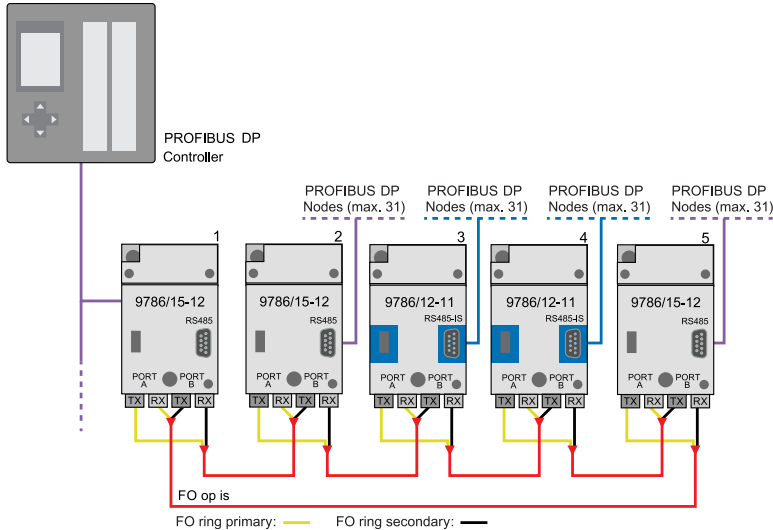 PROFIBUS DP
Controller
PROFIBUS DP
Nodes (max. 31)
PROFIBUS DP
Nodes (max. 31)
PROFIBUS DP
Nodes (max. 31)
PROFIBUS DP
Nodes (max. 31)
1
9786/15-12
RS485
PORT
A
PORT
B
TX RX TX RX
2
9786/15-12
RS485
PORT
A
PORT
B
TX RX TX RX
3
9786/12-11
RS485-IS
PORT
A
PORT
B
TX RX TX RX
4
9786/12-11
RS485-IS
PORT
A
PORT
B
TX RX TX RX
5
9786/15-12
RS485
PORT
A
PORT
B
TX RX TX RX
FO op is
FO ring primary: FO ring secondary: